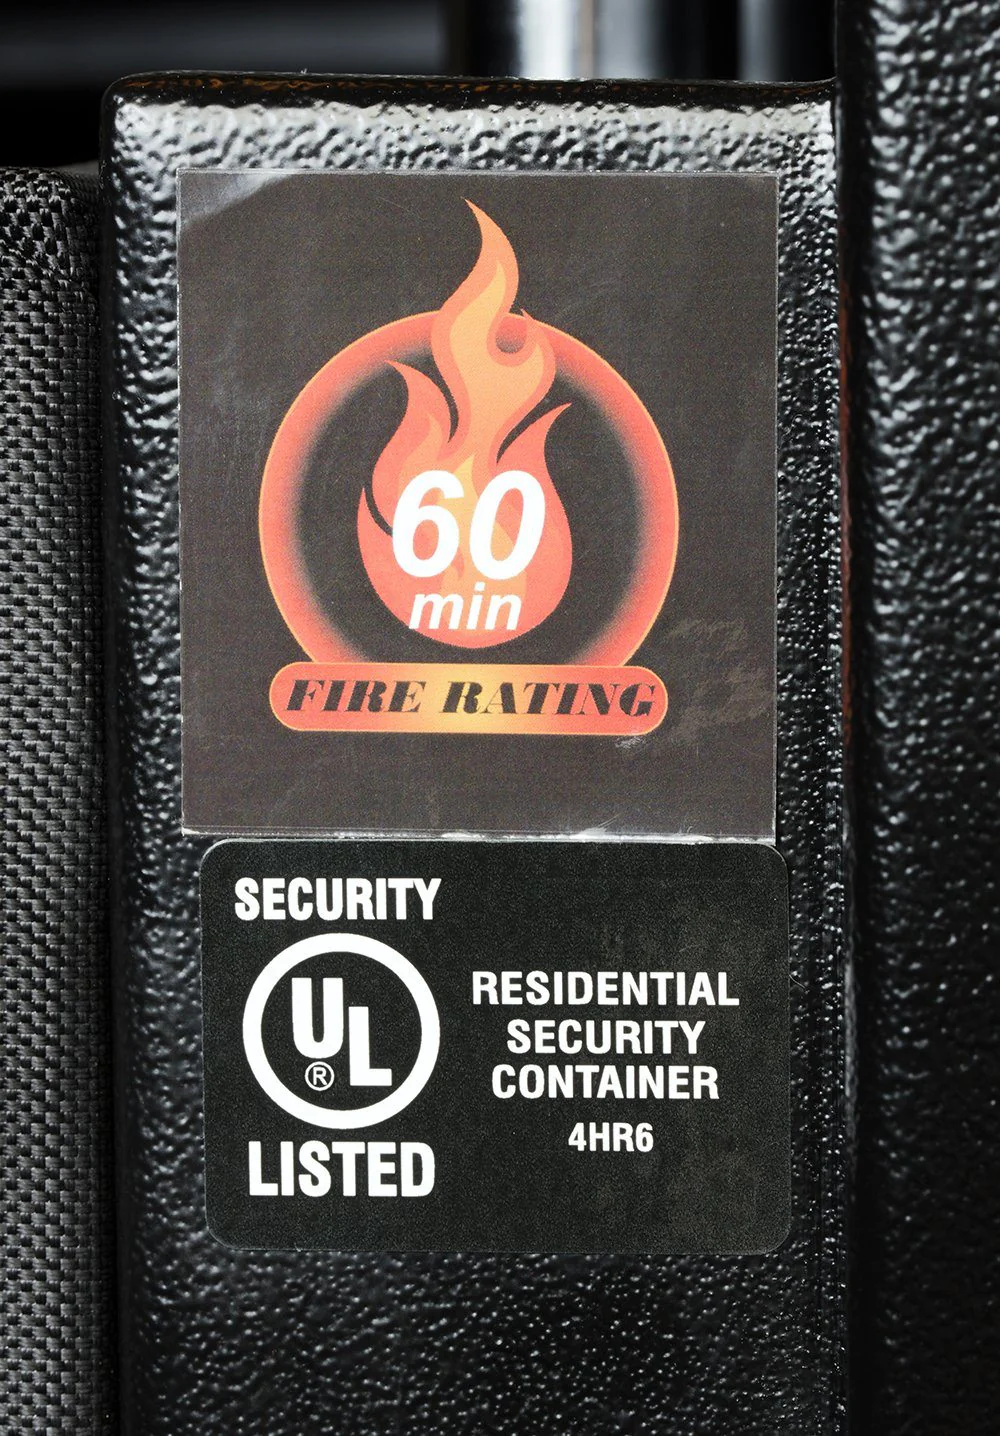 60
min
FIRE RATING
SECURITY
UL
®
LISTED
RESIDENTIAL
SECURITY
CONTAINER
4HR6